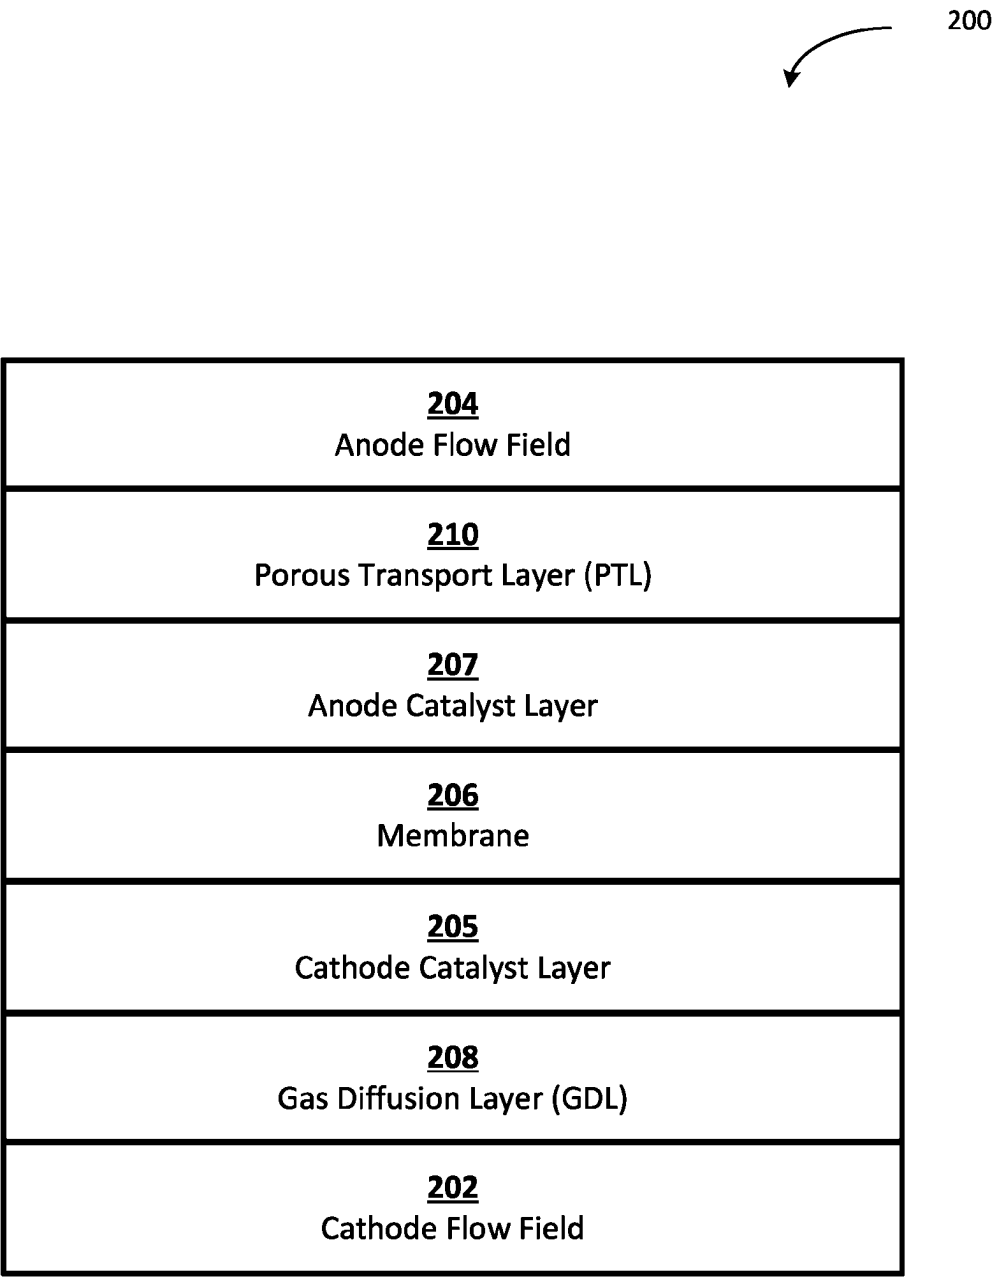 200
204
Anode Flow Field
210
Porous Transport Layer (PTL)
207
Anode Catalyst Layer
206
Membrane
205
Cathode Catalyst Layer
208
Gas Diffusion Layer (GDL)
202
Cathode Flow Field